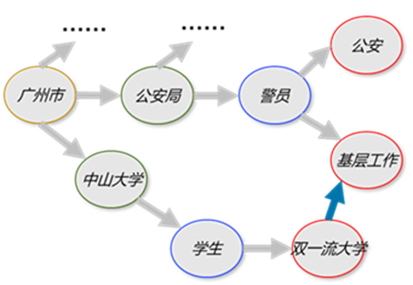 ……
……
公安
广州市
公安局
警员
基层工作
中山大学
学生
双一流大学